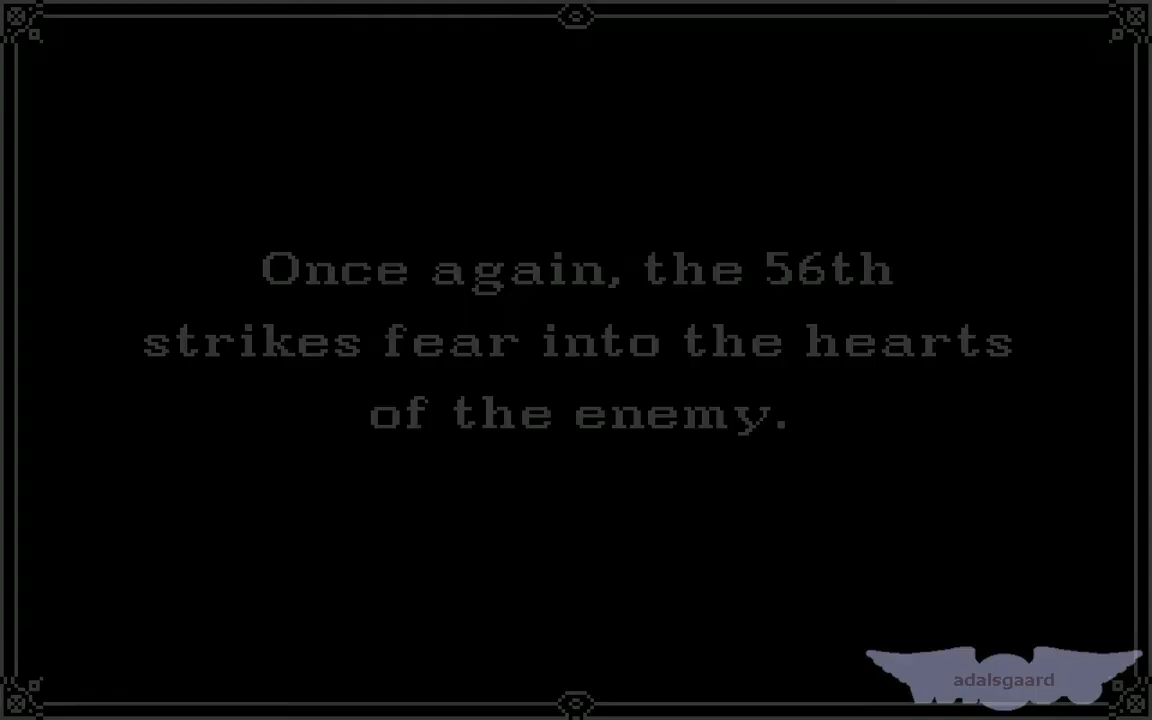 Once again, the 56th
strikes fear into the hearts
of the enemy.
adalsgaard